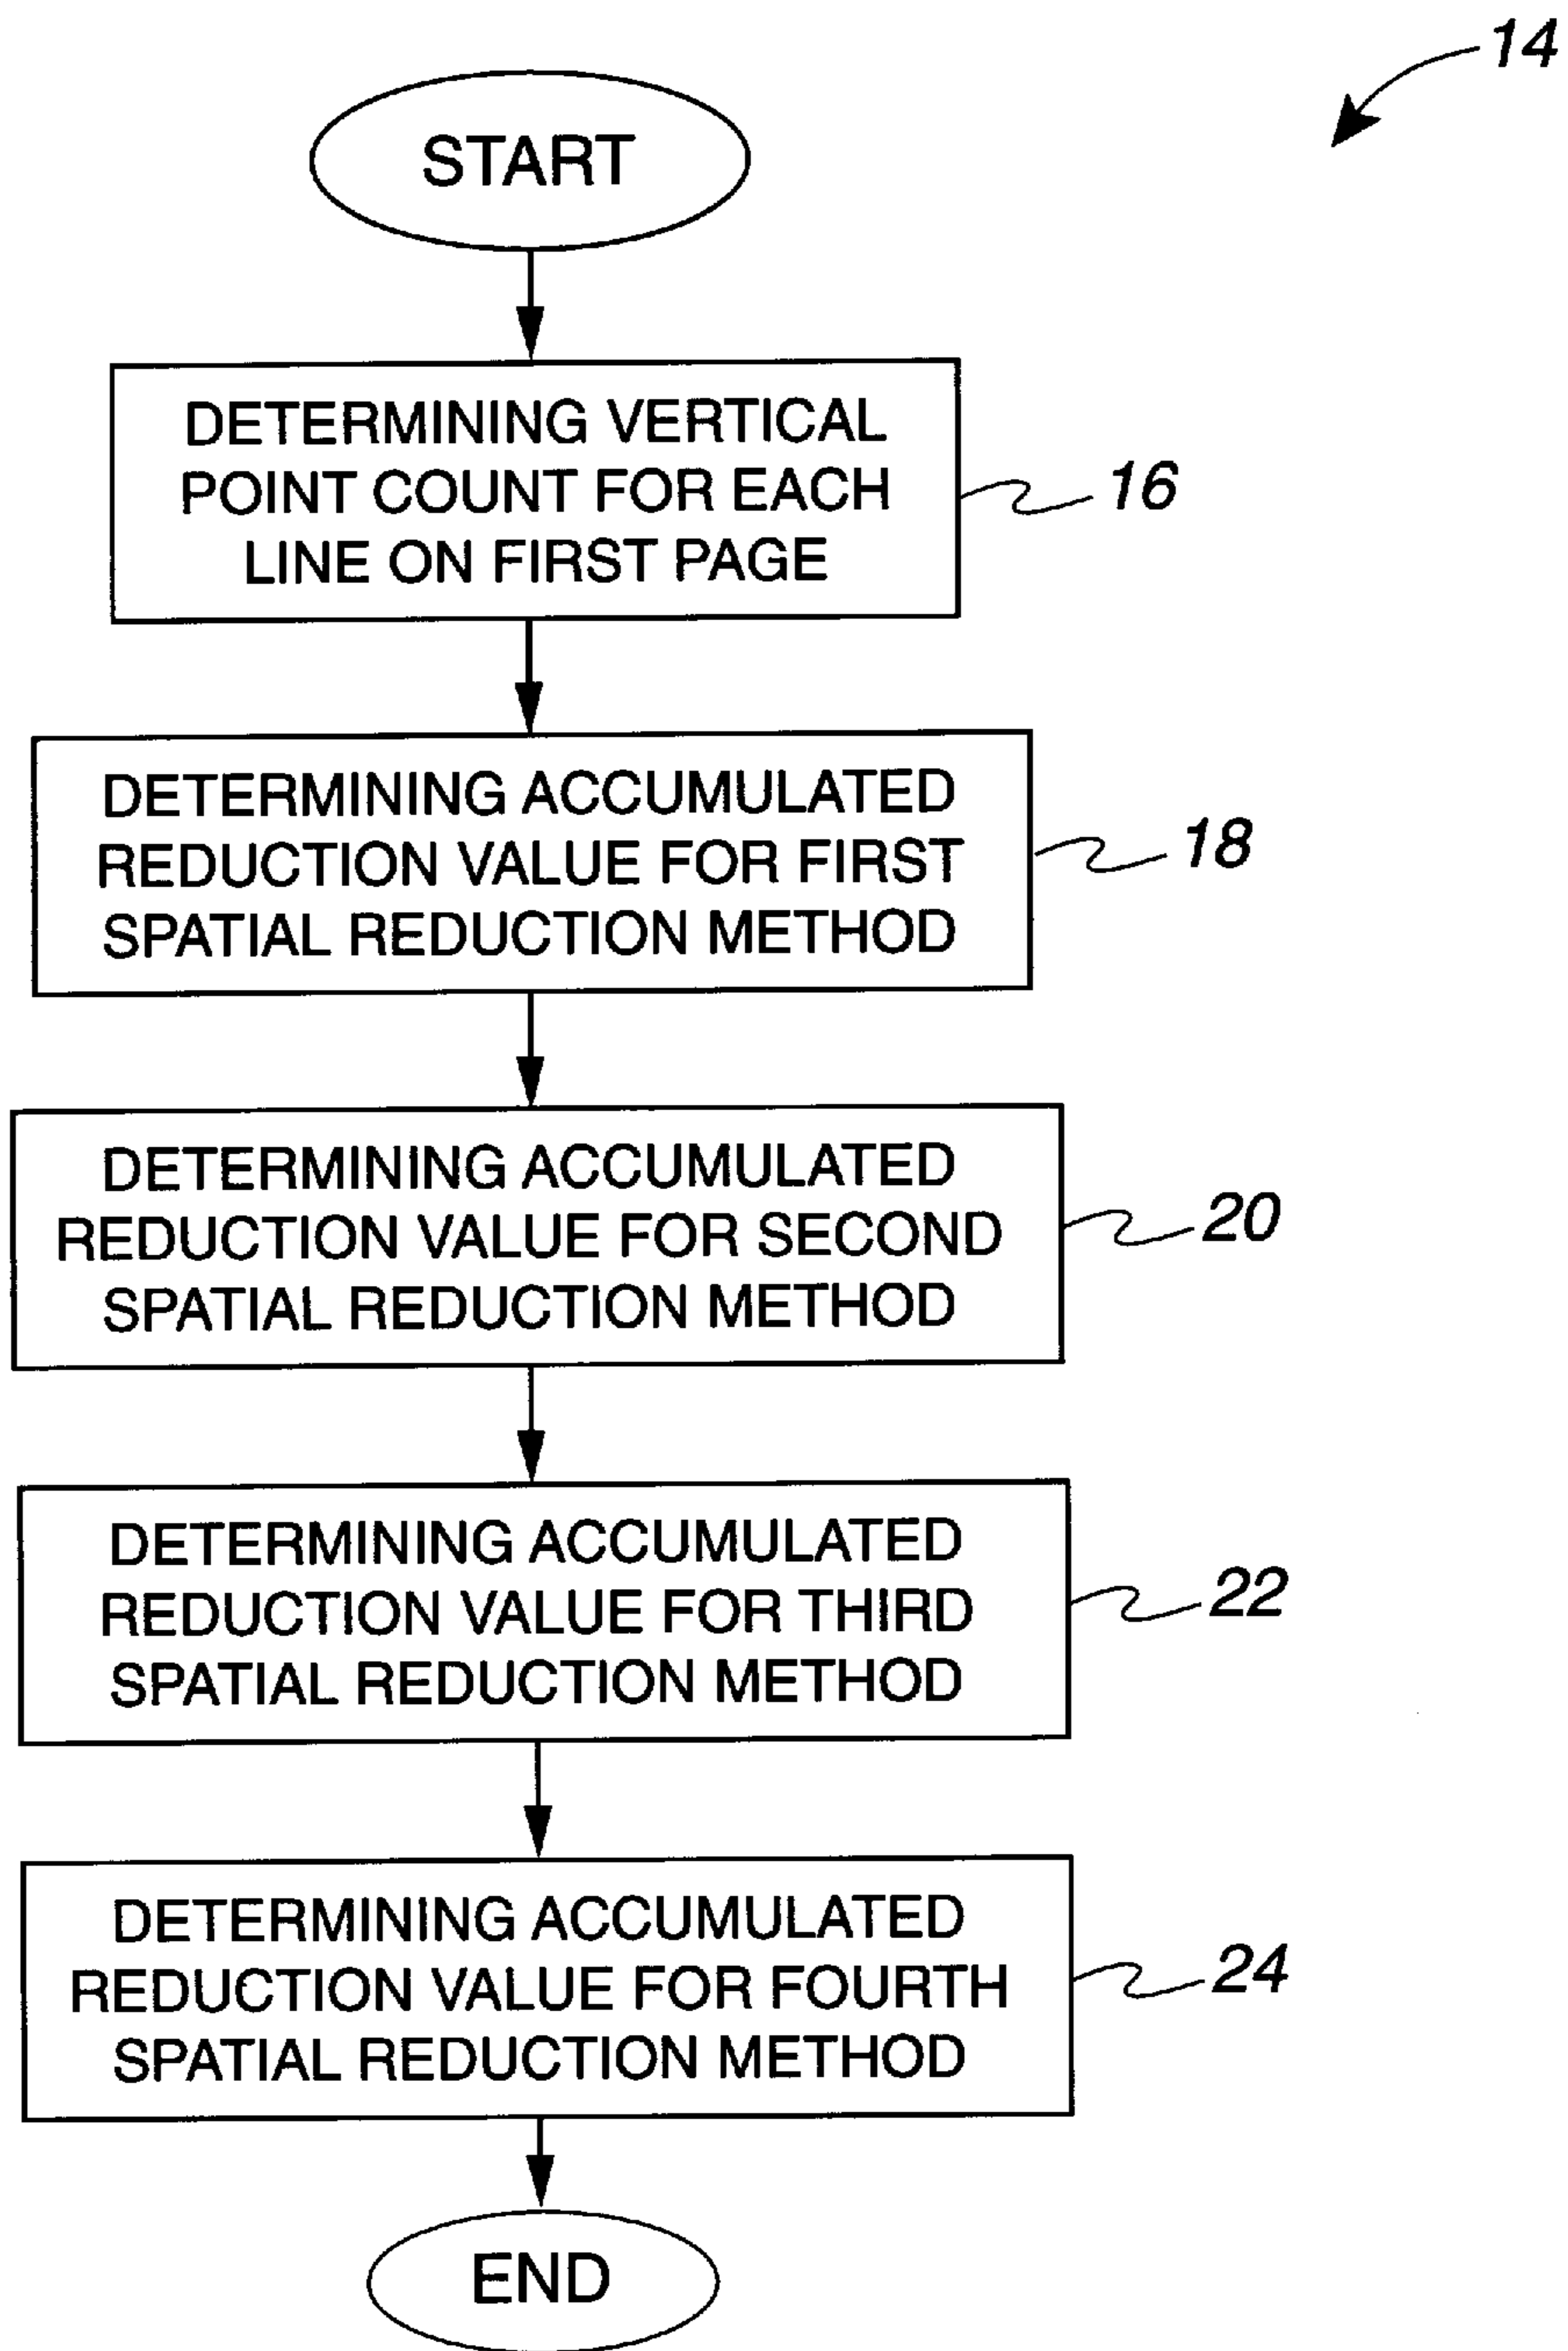 14
START
DETERMINING VERTICAL
POINT COUNT FOR EACH
LINE ON FIRST PAGE
16
DETERMINING ACCUMULATED
REDUCTION VALUE FOR FIRST
SPATIAL REDUCTION METHOD
18
DETERMINING ACCUMULATED
REDUCTION VALUE FOR SECOND
SPATIAL REDUCTION METHOD
20
DETERMINING ACCUMULATED
REDUCTION VALUE FOR THIRD
SPATIAL REDUCTION METHOD
22
DETERMINING ACCUMULATED
REDUCTION VALUE FOR FOURTH
SPATIAL REDUCTION METHOD
24
END